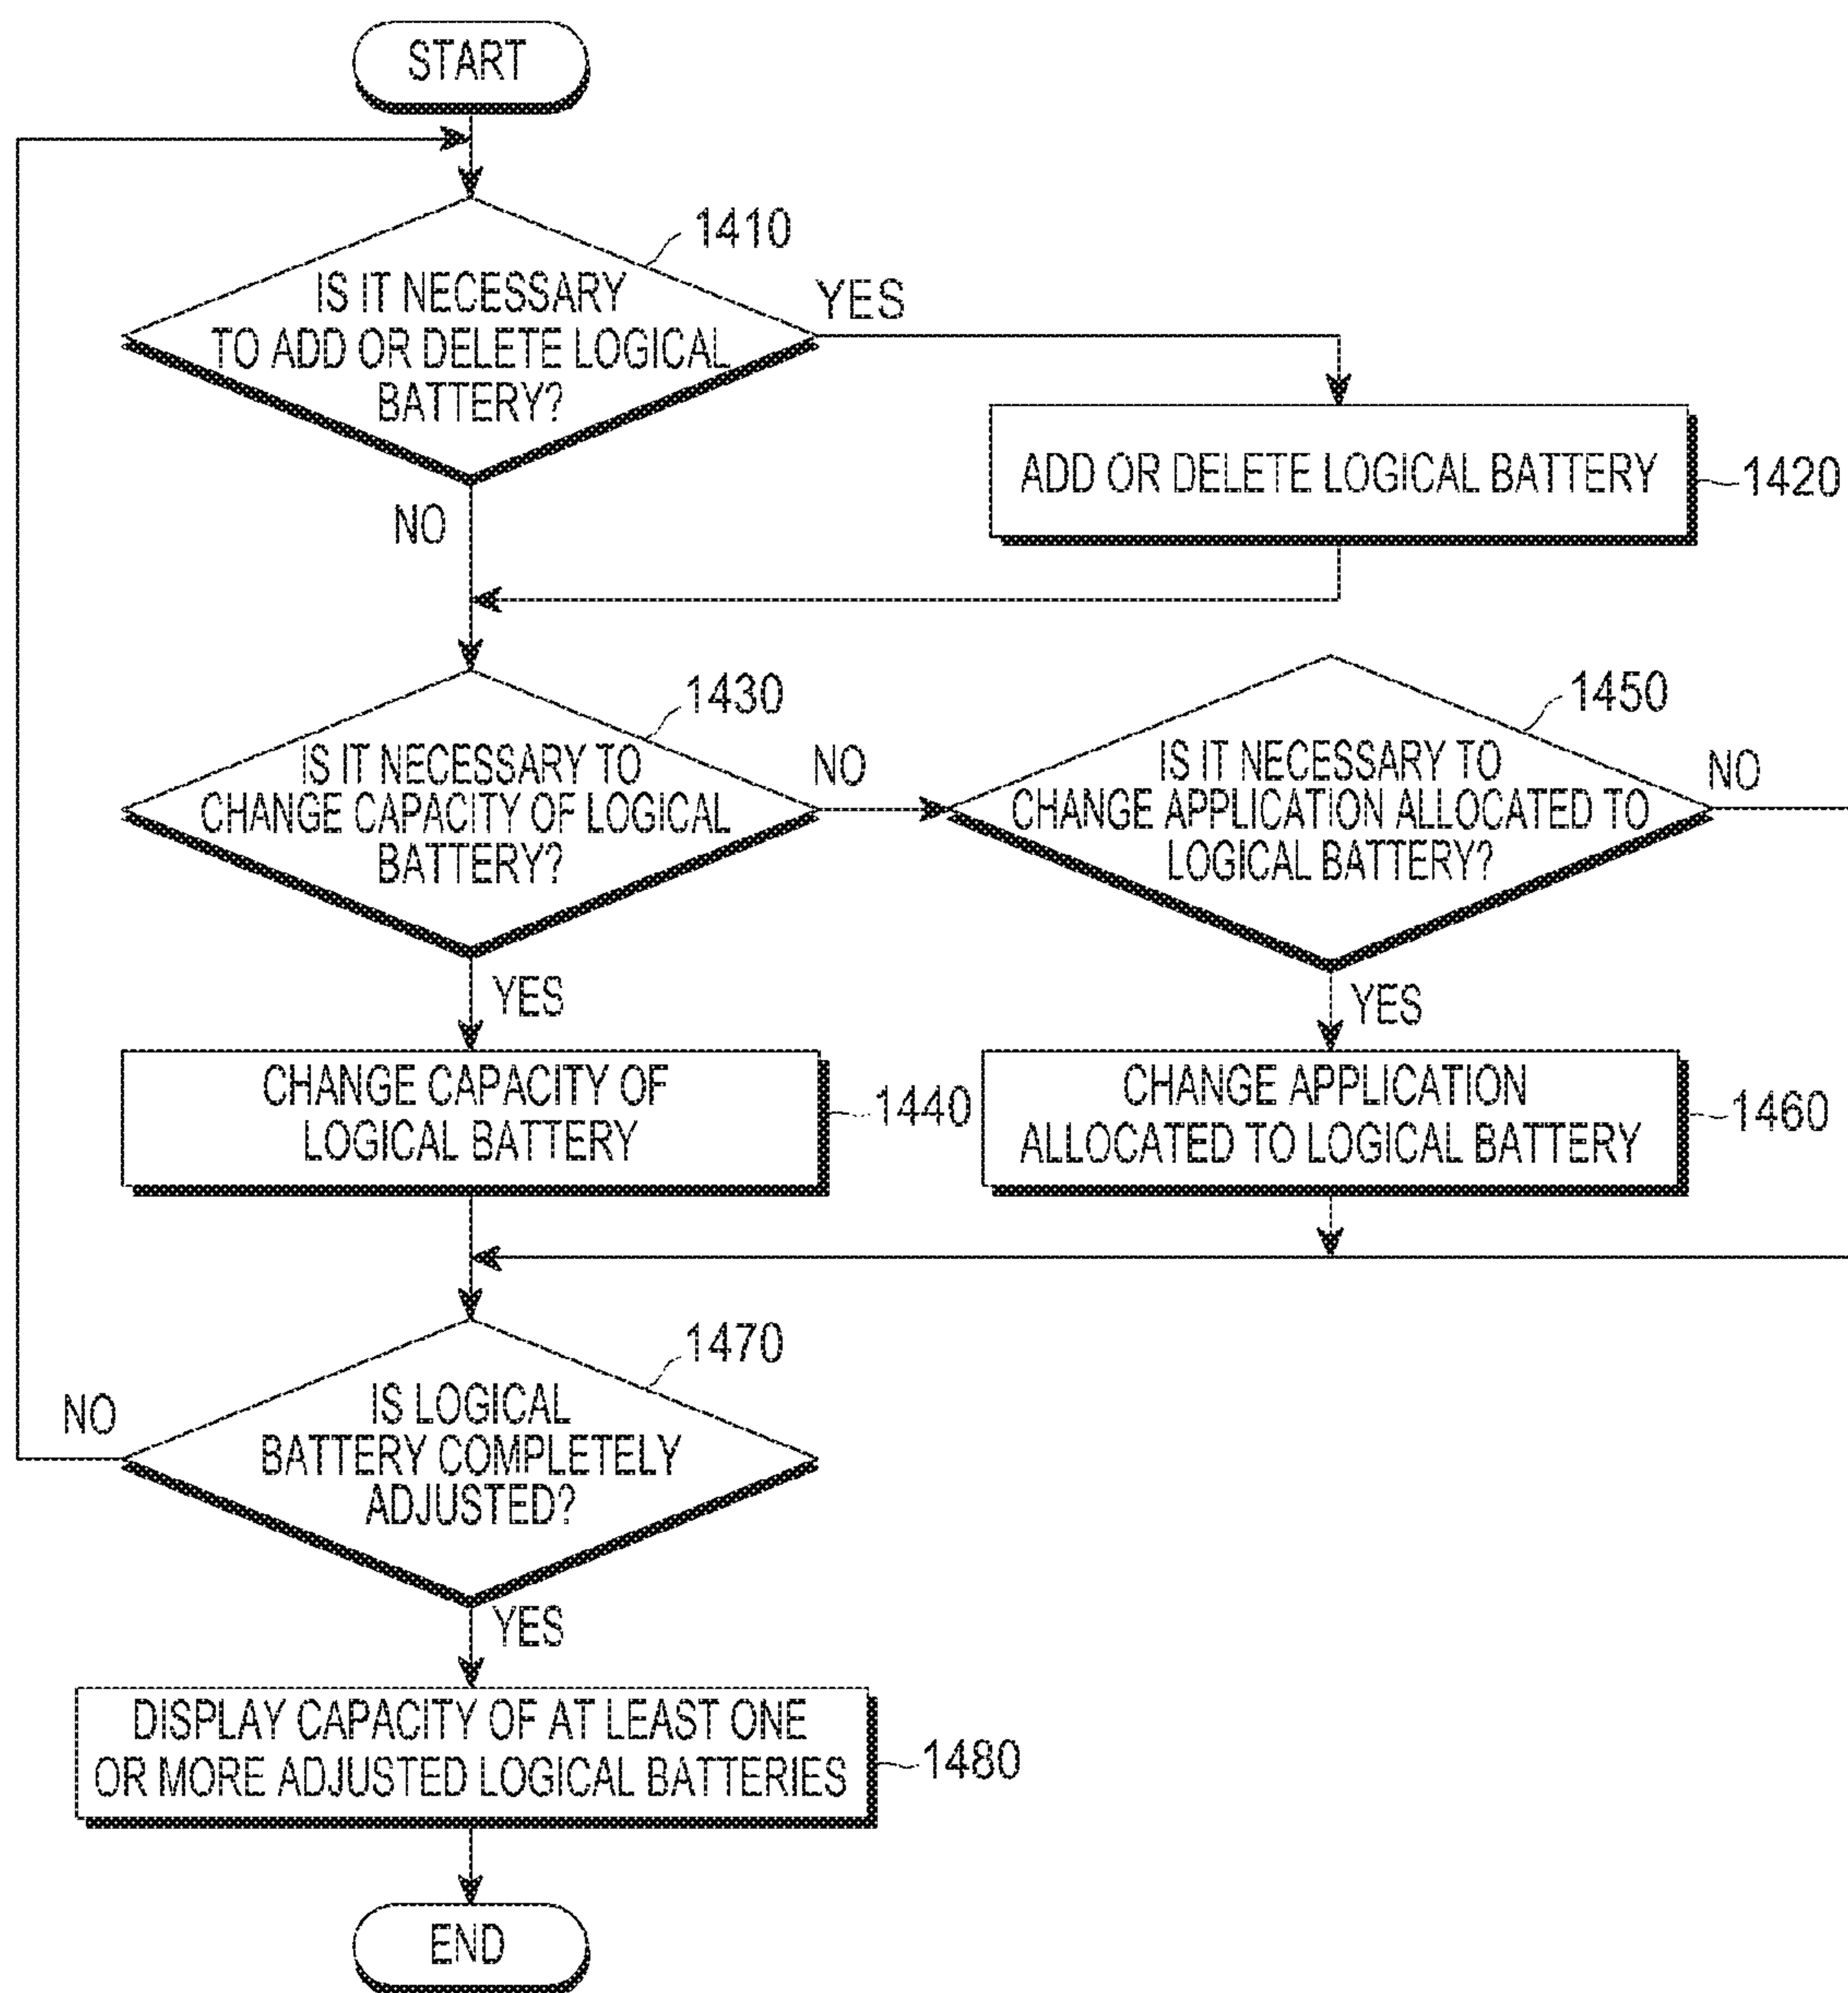 START
1410
IS IT NECESSARY
TO ADD OR DELETE LOGICAL
BATTERY?
YES
NO
ADD OR DELETE LOGICAL BATTERY
1420
1430
IS IT NECESSARY TO
CHANGE CAPACITY OF LOGICAL
BATTERY?
NO
YES
1450
IS IT NECESSARY TO
CHANGE APPLICATION ALLOCATED TO
LOGICAL BATTERY?
NO
YES
CHANGE CAPACITY OF
LOGICAL BATTERY
1440
CHANGE APPLICATION
ALLOCATED TO LOGICAL BATTERY
1460
1470
IS LOGICAL
BATTERY COMPLETELY
ADJUSTED?
NO
YES
DISPLAY CAPACITY OF AT LEAST ONE
OR MORE ADJUSTED LOGICAL BATTERIES
1480
END